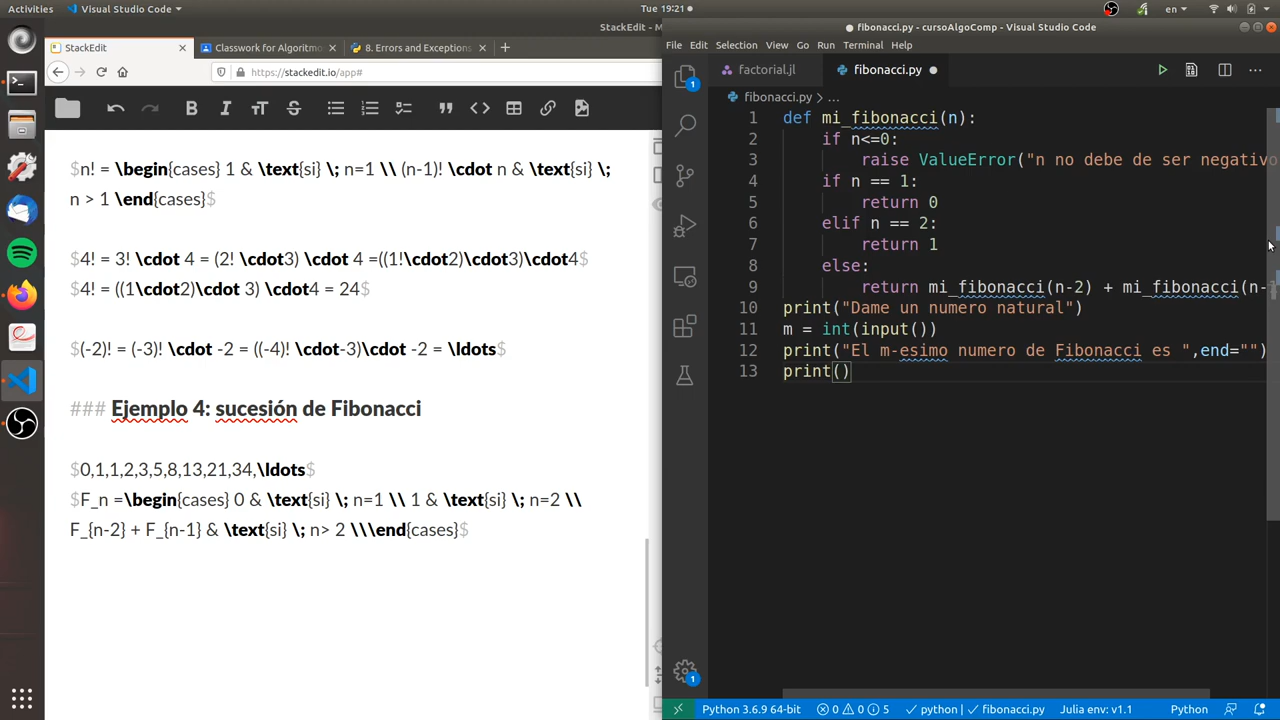 Activities
Visual Studio Code
Tue 19:21
en
StackEdit - M
fibonacci.py - cursoAlgoComp - Visual Studio Code
StackEdit
Classwork for Algoritmo
8. Errors and Exceptions
https://stackedit.io/app#
File Edit Selection View Go Run Terminal Help
factorial.jl
fibonacci.py
fibonacci.py > ...
$n! = \begin{cases} 1 & \text{si} \; n=1 \\ (n-1)! \cdot n & \text{si} \;
n > 1 \end{cases}$
$4! = 3! \cdot 4 = (2! \cdot3) \cdot 4 =((1!\cdot2)\cdot3)\cdot4$
$4! = ((1\cdot2)\cdot 3) \cdot4 = 24$
$(-2)! = (-3)! \cdot -2 = ((-4)! \cdot-3)\cdot -2 = \ldots$
### Ejemplo 4: sucesión de Fibonacci
$0,1,1,2,3,5,8,13,21,34,\ldots$
$F_n =\begin{cases} 0 & \text{si} \; n=1 \\ 1 & \text{si} \; n=2 \\
F_{n-2} + F_{n-1} & \text{si} \; n> 2 \\\end{cases}$
1 def mi_fibonacci(n):
2 if n<=0:
3 raise ValueError("n no debe de ser negativo
4 if n == 1:
5 return 0
6 elif n == 2:
7 return 1
8 else:
9 return mi_fibonacci(n-2) + mi_fibonacci(n-
10 print("Dame un numero natural")
11 m = int(input())
12 print("El m-esimo numero de Fibonacci es ",end="")
13 print()
1
1
Python 3.6.9 64-bit
0
0
5
python
fibonacci.py
Julia env: v1.1
Python